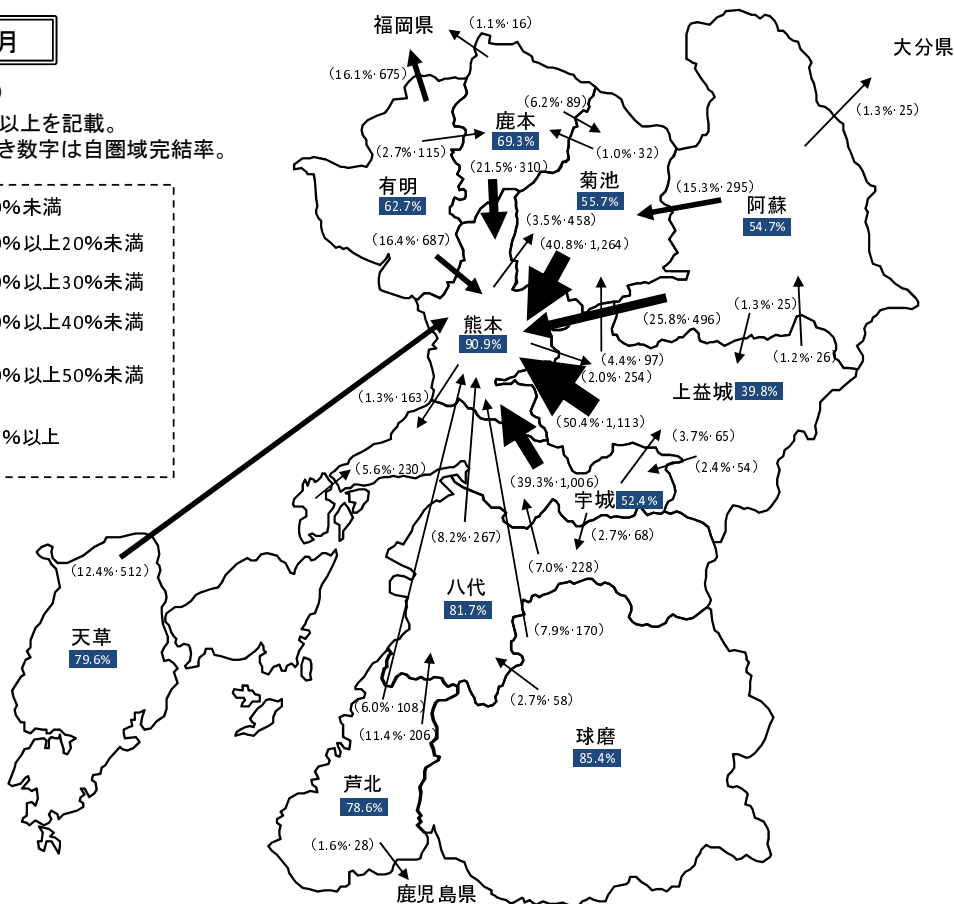 月
福岡県
（1.1%・16）
大分県
）
（16.1%・675）
（6.2%・89）
（1.3%・25）
以上を記載。
鹿本
69.3%
き数字は自圏域完結率。
（2.7%・115）
（1.0%・32）
（21.5%・310）
有明
62.7%
菊池
55.7%
（15.3%・295）
阿蘇
54.7%
0%未満
（3.5%・458）
（16.4%・687）
（40.8%・1,264）
0%以上20%未満
0%以上30%未満
（1.3%・25）
0%以上40%未満
熊本
90.9%
（25.8%・496）
（4.4%・97）
（1.2%・26）
0%以上50%未満
（2.0%・254）
上益城
39.8%
（1.3%・163）
（50.4%・1,113）
%以上
（3.7%・65）
（5.6%・230）
（2.4%・54）
（39.3%・1,006）
宇城
52.4%
（8.2%・267）
（2.7%・68）
（7.0%・228）
（12.4%・512）
八代
81.7%
（7.9%・170）
天草
79.6%
（2.7%・58）
（6.0%・108）
（11.4%・206
球磨
85.4%
芦北
78.6%
（1.6%・28）
鹿児島県